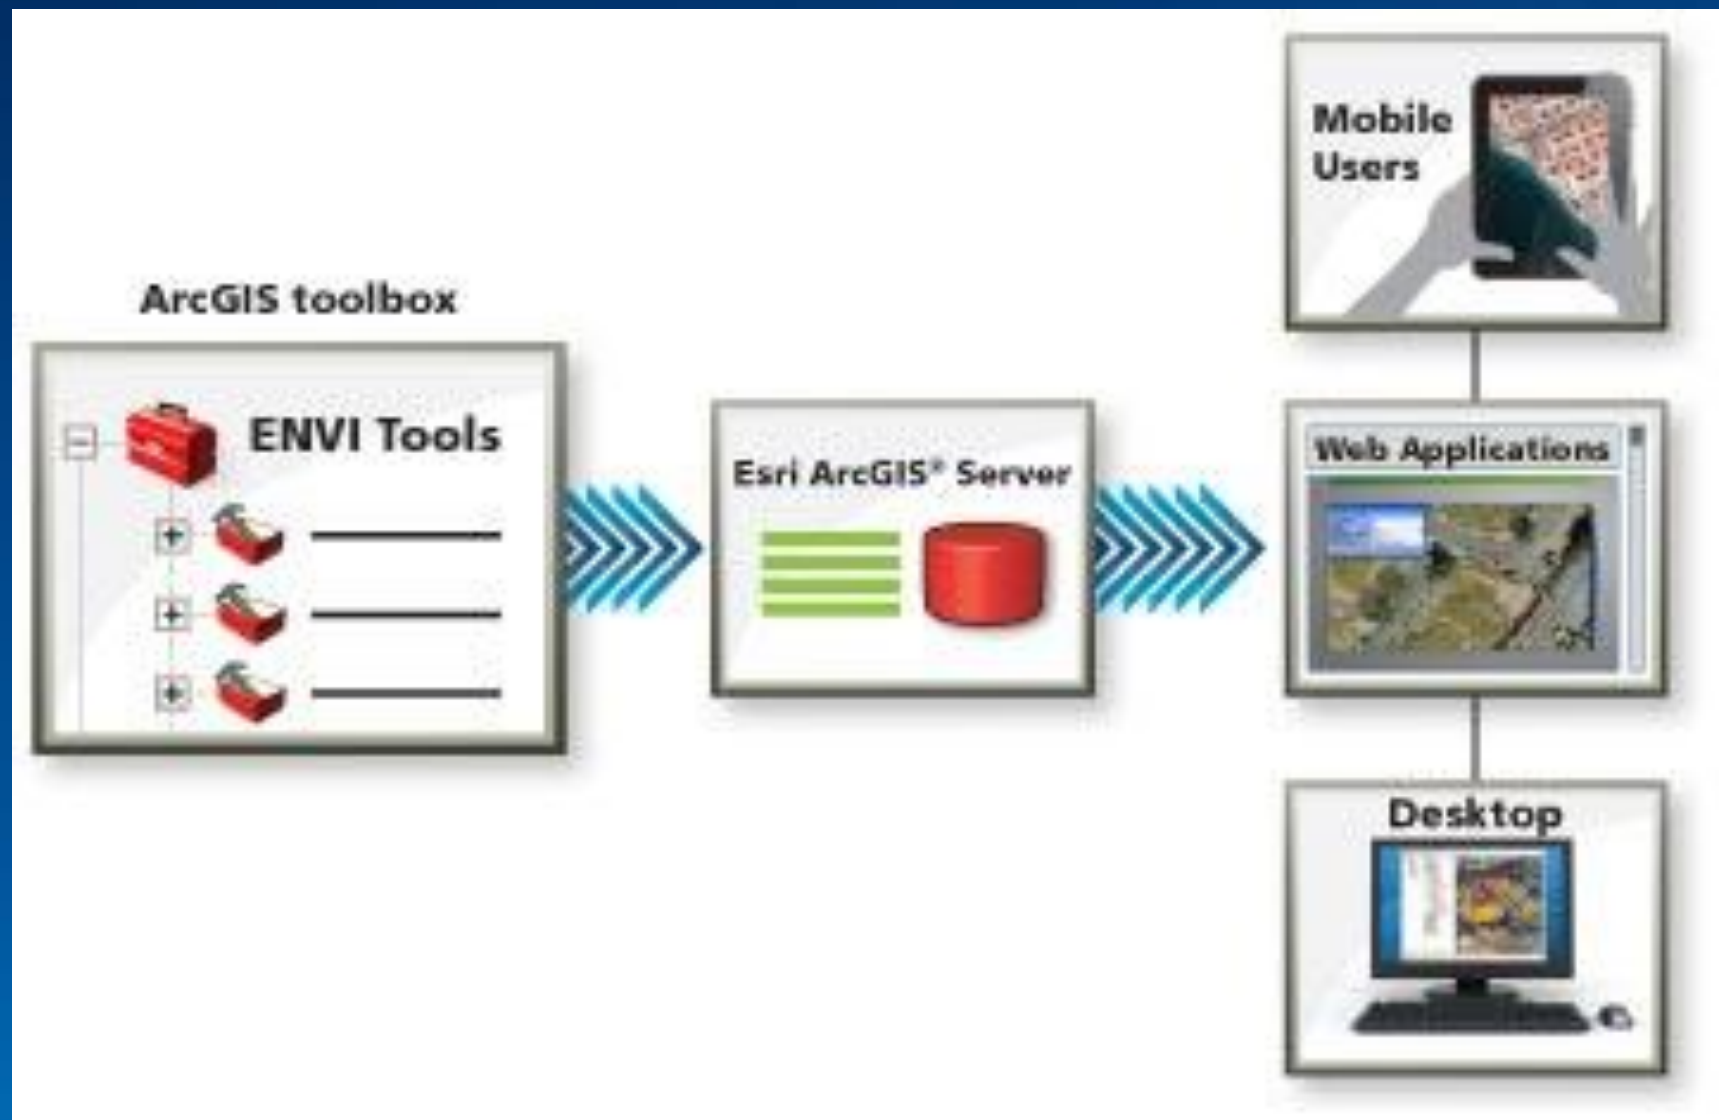 ArcGIS toolbox
ENVI Tools
Esri ArcGIS® Server
Mobile
Users
Web Applications
Desktop